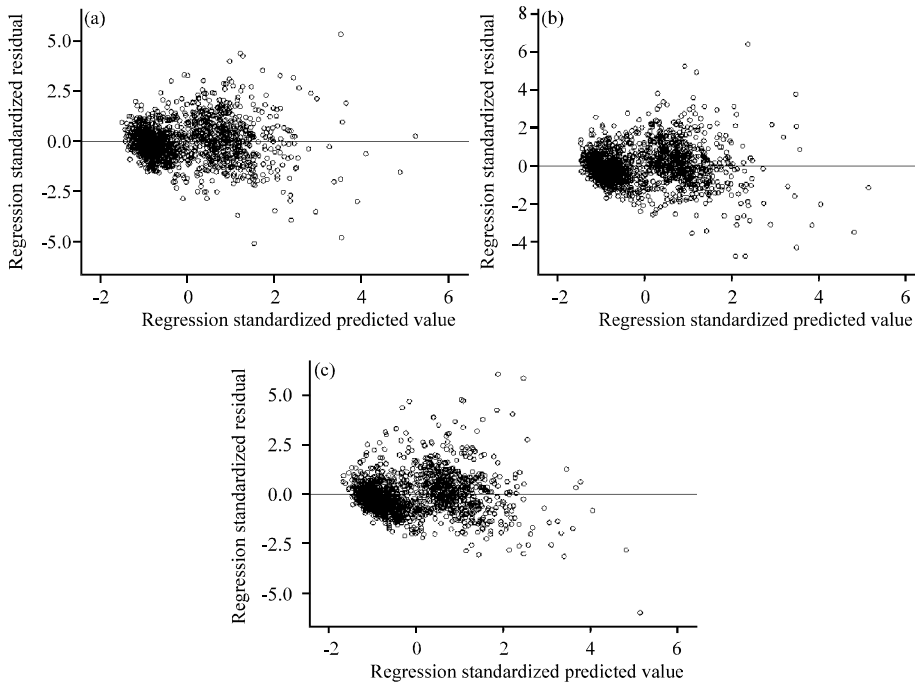 (a)
Regression standardized residual
5.0
2.5
0.0
-2.5
-5.0
-2 0 2 4 6
Regression standardized predicted value
(b)
Regression standardized residual
8
6
4
2
0
-2
-4
-2 0 2 4 6
Regression standardized predicted value
(c)
Regression standardized residual
5.0
2.5
0.0
-2.5
-5.0
-2 0 2 4 6
Regression standardized predicted value